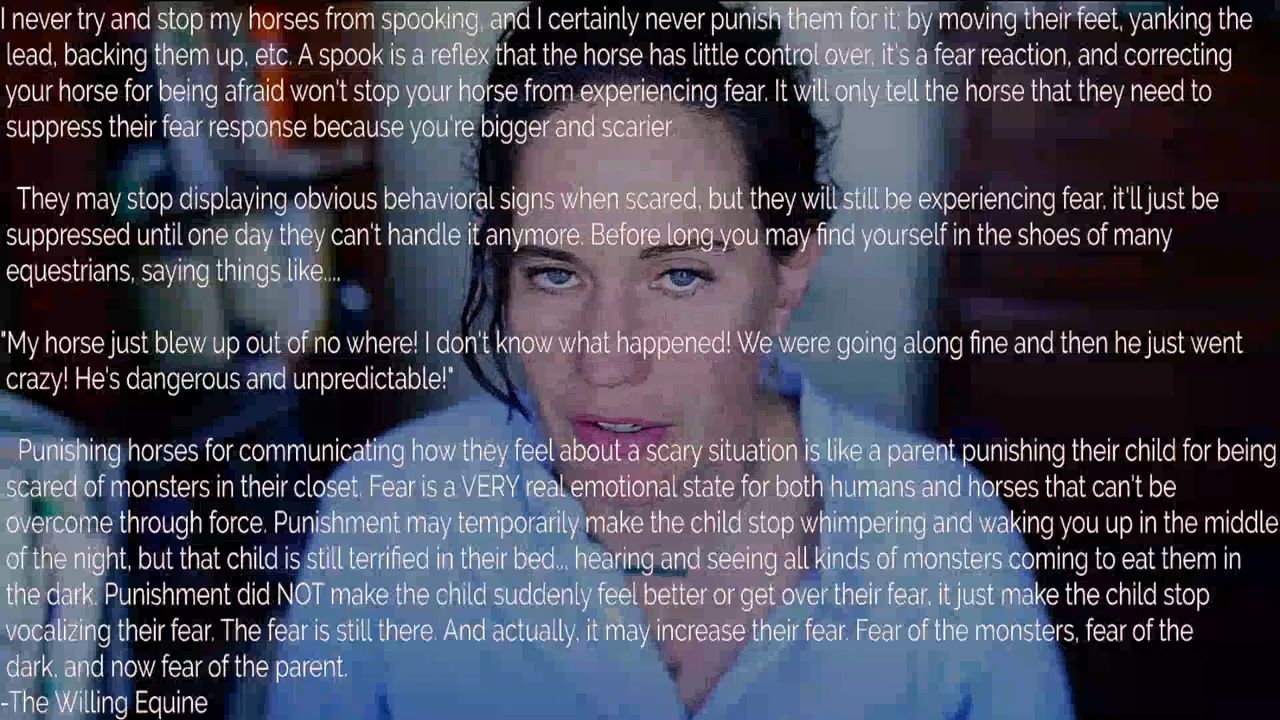 I never try and stop my horses from spooking, and I certainly never punish them for it; by moving their feet, yanking the
lead, backing them up, etc. A spook is a reflex that the horse has little control over, it's a fear reaction, and correcting
your horse for being afraid won't stop your horse from experiencing fear. It will only tell the horse that they need to
suppress their fear response because you're bigger and scarier.
They may stop displaying obvious behavioral signs when scared, but they will still be experiencing fear. it'll just be
suppressed until one day they can't handle it anymore. Before long you may find yourself in the shoes of many
equestrians, saying things like....
"My horse just blew up out of no where! I don't know what happened! We were going along fine and then he just went
crazy! He's dangerous and unpredictable!"
Punishing horses for communicating how they feel about a scary situation is like a parent punishing their child for being
scared of monsters in their closet. Fear is a VERY real emotional state for both humans and horses that can't be
overcome through force. Punishment may temporarily make the child stop whimpering and waking you up in the middle
of the night, but that child is still terrified in their bed... hearing and seeing all kinds of monsters coming to eat them in
the dark. Punishment did NOT make the child suddenly feel better or get over their fear, it just make the child stop
vocalizing their fear. The fear is still there. And actually, it may increase their fear. Fear of the monsters, fear of the
dark, and now fear of the parent.
-The Willing Equine